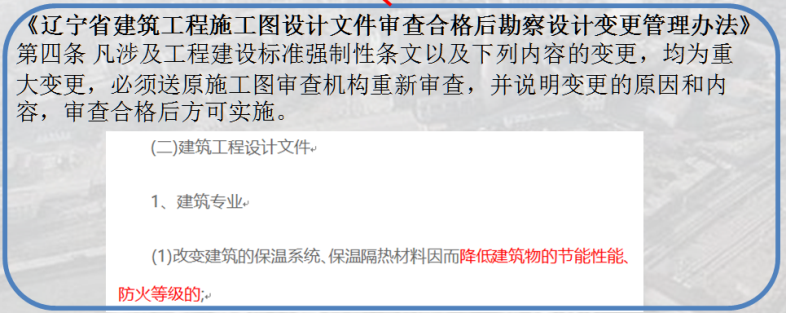 《辽宁省建筑工程施工图设计文件审查合格后勘察设计变更管理办法》
第四条 凡涉及工程建设标准强制性条文以及下列内容的变更，均为重
大变更，必须送原施工图审查机构重新审查，并说明变更的原因和内
容，审查合格后方可实施。
(二)建筑工程设计文件
1、建筑专业
(1)改变建筑的保温系统、保温隔热材料因而降低建筑物的节能性能、
防火等级的;